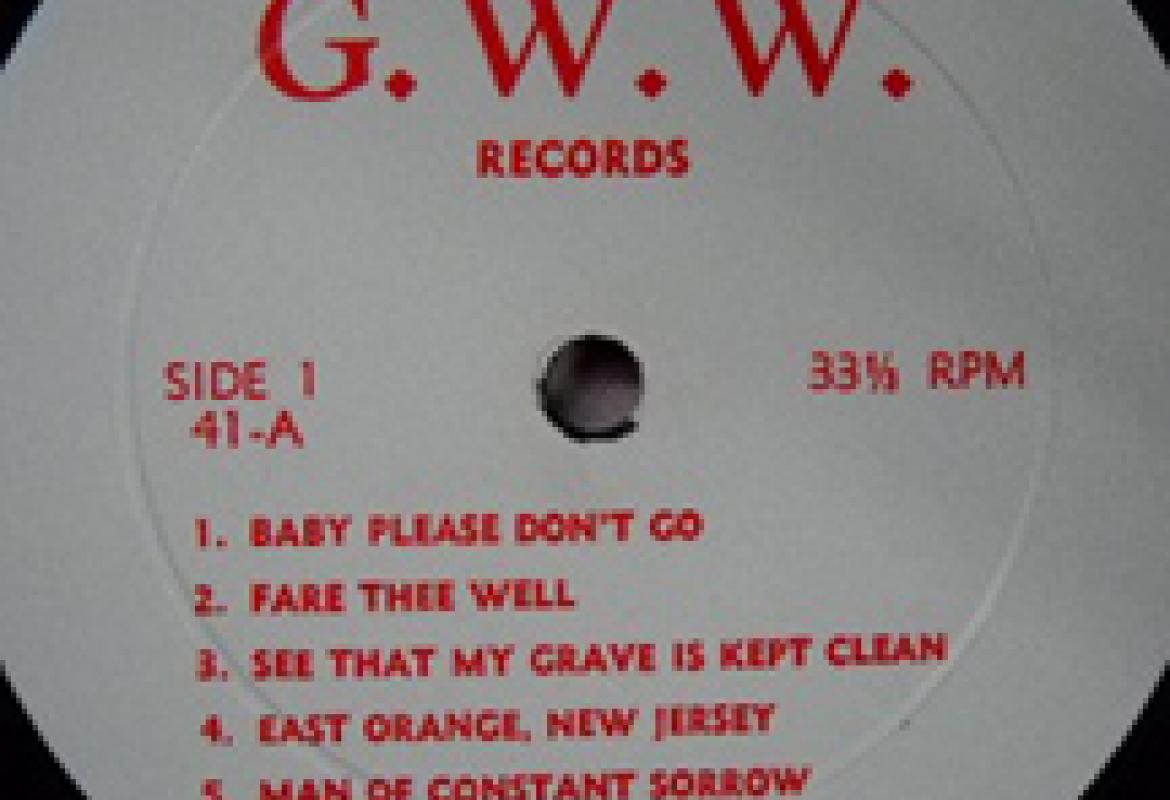 G. W. W.
RECORDS
SIDE 1
41-A
33⅓ RPM
1. BABY PLEASE DON'T GO
2. FARE THEE WELL
3. SEE THAT MY GRAVE IS KEPT CLEAN
4. EAST ORANGE, NEW JERSEY
5. MAN OF CONSTANT SORROW